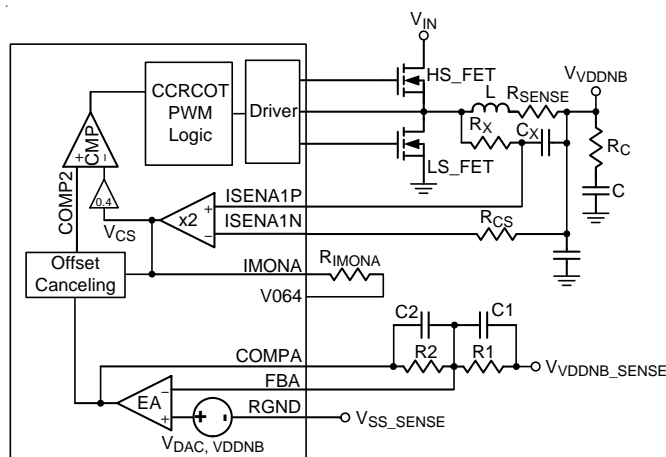 V_IN
HS_FET
CCRCOT
PWM
Logic
Driver
L
R_SENSE
V_VDDNB
R_X
C_X
R_C
CMP
+
−
LS_FET
C
COMP2
0.4
ISENA1P
+
x2
ISENA1N
−
R_CS
V_CS
Offset
Canceling
IMONA
R_IMONA
V064
C2
C1
COMPA
R2
R1
V_VDDNB_SENSE
FBA
EA
−
+
+
-
RGND
V_SS_SENSE
V_DAC, VDDNB